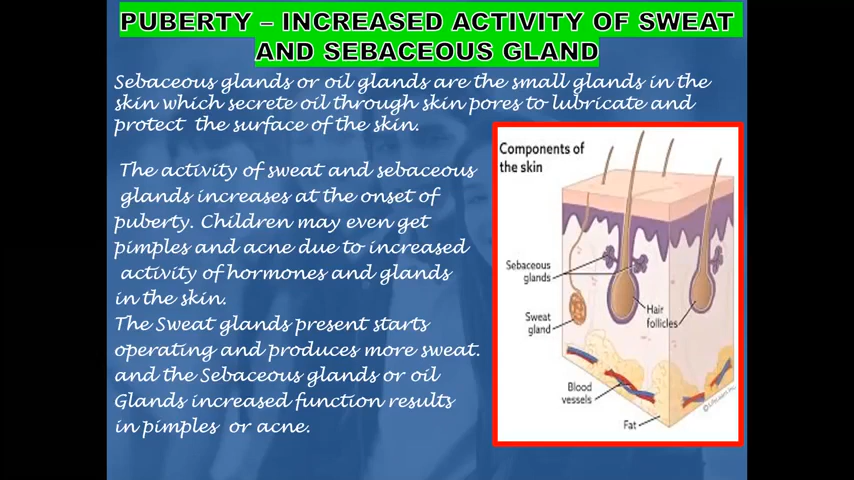 PUBERTY – INCREASED ACTIVITY OF SWEAT
AND SEBACEOUS GLAND
Sebaceous glands or oil glands are the small glands in the
skin which secrete oil through skin pores to lubricate and
protect the surface of the skin.
The activity of sweat and sebaceous
glands increases at the onset of
puberty. Children may even get
pimples and acne due to increased
activity of hormones and glands
in the skin.
The Sweat glands present starts
operating and produces more sweat.
and the Sebaceous glands or oil
Glands increased function results
in pimples or acne.
Components of
the skin
Sebaceous
glands
Sweat
gland
Hair
follicles
Blood
vessels
Fat